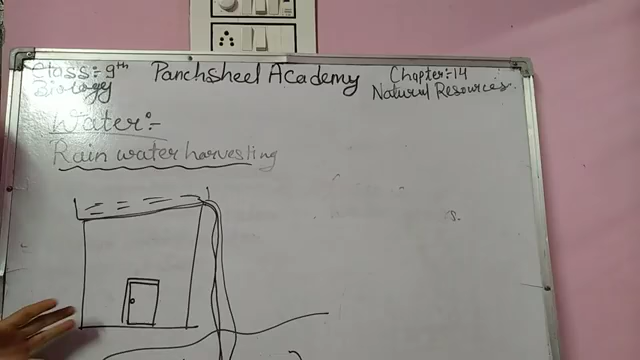 Class:- 9th
Biology
Panchsheel Academy
Chapter:-14
Natural Resources
Water:-
Rain water harvesting